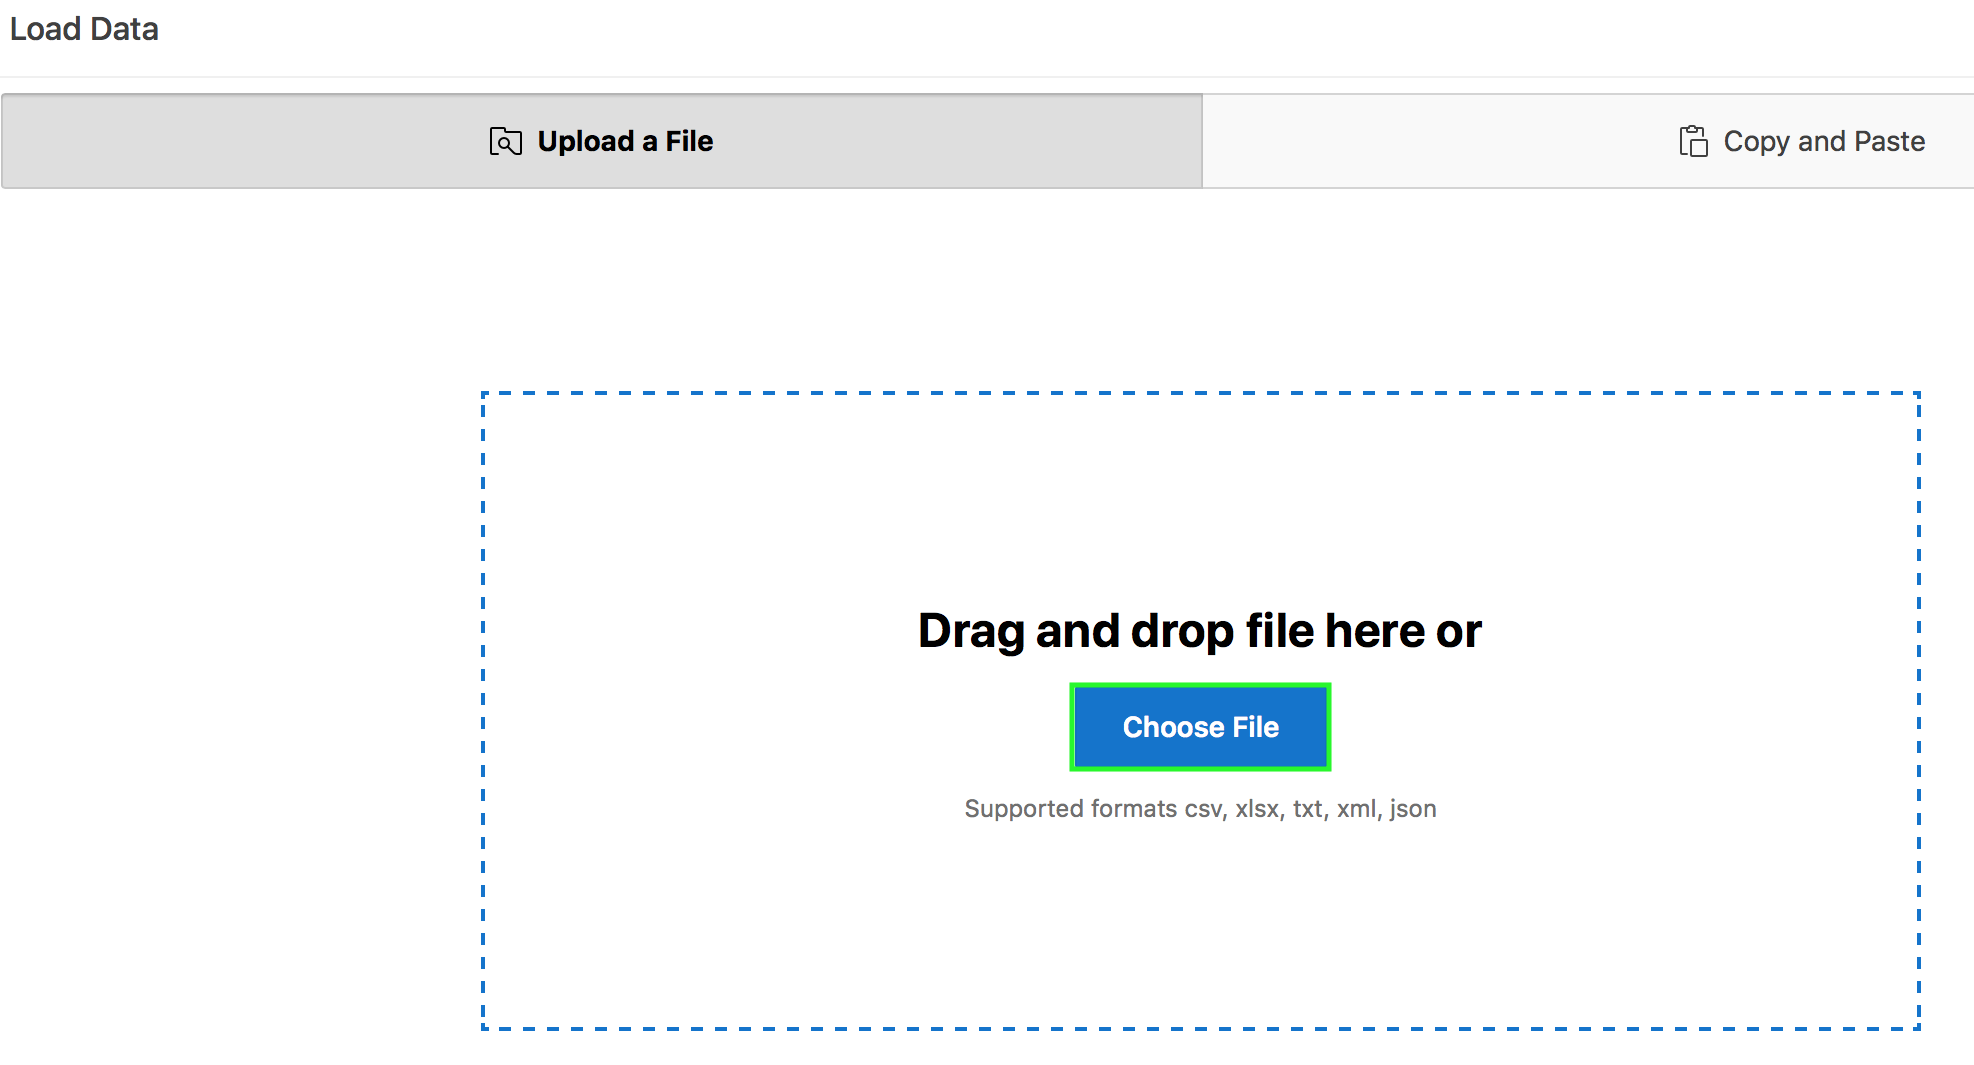 Load Data
Upload a File
Copy and Paste
Drag and drop file here or
Choose File
Supported formats csv, xlsx, txt, xml, json